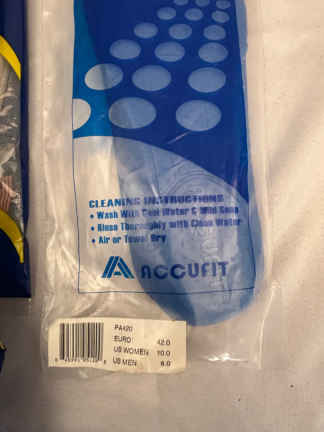 CLEANING INSTRUCTIONS
• Wash With Cool Water & Mild Soap
• Rinse Thoroughly with Clean Water
• Air or Towel Dry
ACCUFIT
PA420
EURO 42.0
US WOMEN 10.0
US MEN 9.0